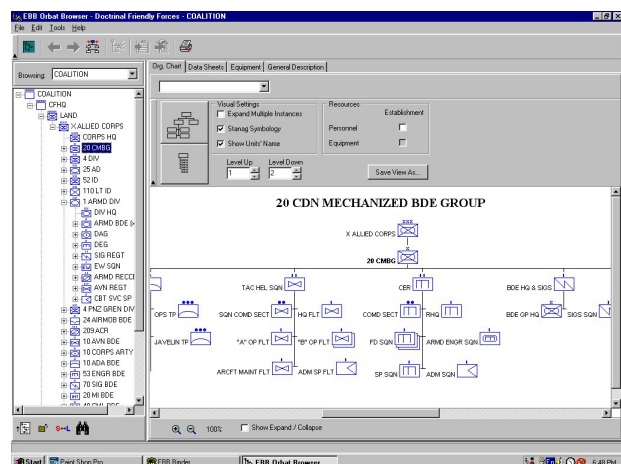 EBB Orbat Browser - Doctrinal Friendly Forces - COALITION
File Edit Tools Help
Browsing: COALITION
COALITION
CFHQ
LAND
X ALLIED CORPS
CORPS HQ
20 CMBG
4 DIV
25 AD
52 ID
110 LT ID
1 ARMD DIV
DIV HQ
ARMD BDE (
DAG
DEG
SIG REGT
EW SQN
ARMD RECCI
AVN REGT
CBT SVC SP
4 PNZ GREN DIV
24 AIRMOB BDE
209 ACR
10 AVN BDE
10 CORPS ARTY
10 ADA BDE
53 ENGR BDE
70 SIG BDE
20 MI BDE
Org. Chart Data Sheets Equipment General Description
Visual Settings
Expand Multiple Instances
Stanag Symbology
Show Units' Name
Level Up Level Down
1 2
Resources
Establishment
Personnel
Equipment
Save View As...
20 CDN MECHANIZED BDE GROUP
xxx
X ALLIED CORPS
x
20 CMBG
TAC HEL SQN CER BDE HQ & SIGS
OPS TP SQN COMD SECT HQ FLT COMD SECT RHQ BDE OP HQ SIGS SQN
JAVELIN TP "A" OP FLT "B" OP FLT FD SQN ARMD ENGR SQN
ARCFT MAINT FLT ADM SP FLT SP SQN ADM SQN
100% Show Expand / Collapse
Start Paint Shop Pro EBB Binder EBB Orbat Browser 6:48 PM